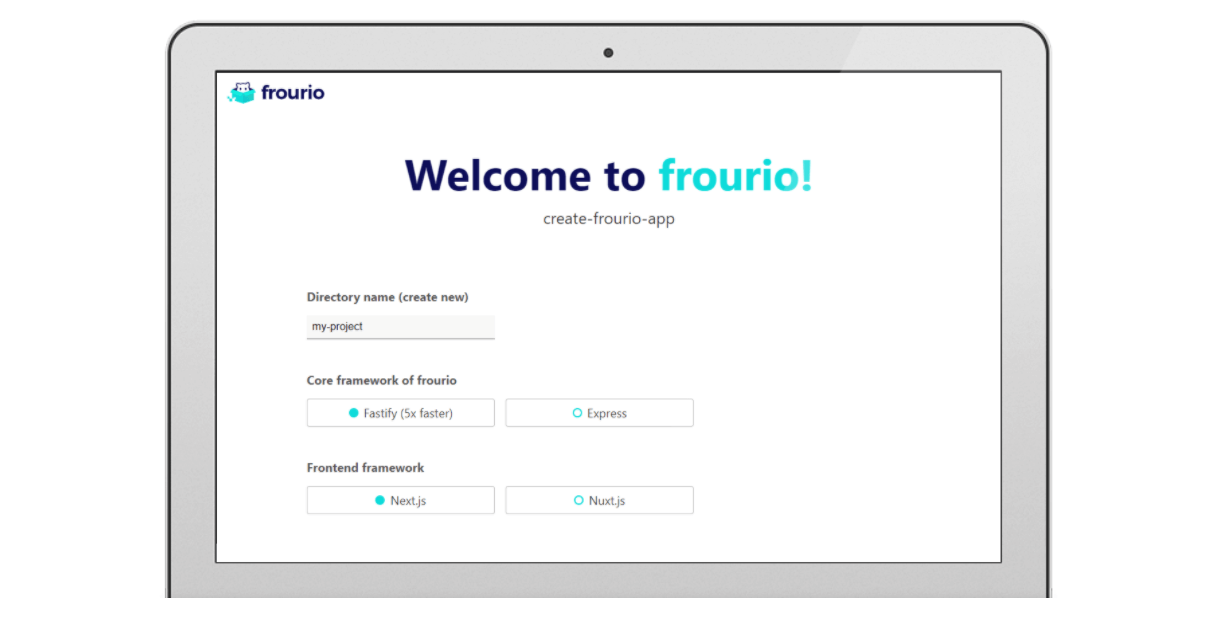 frourio
Welcome to frourio!
create-frourio-app
Directory name (create new)
my-project
Core framework of frourio
Fastify (5x faster)
Express
Frontend framework
Next.js
Nuxt.js